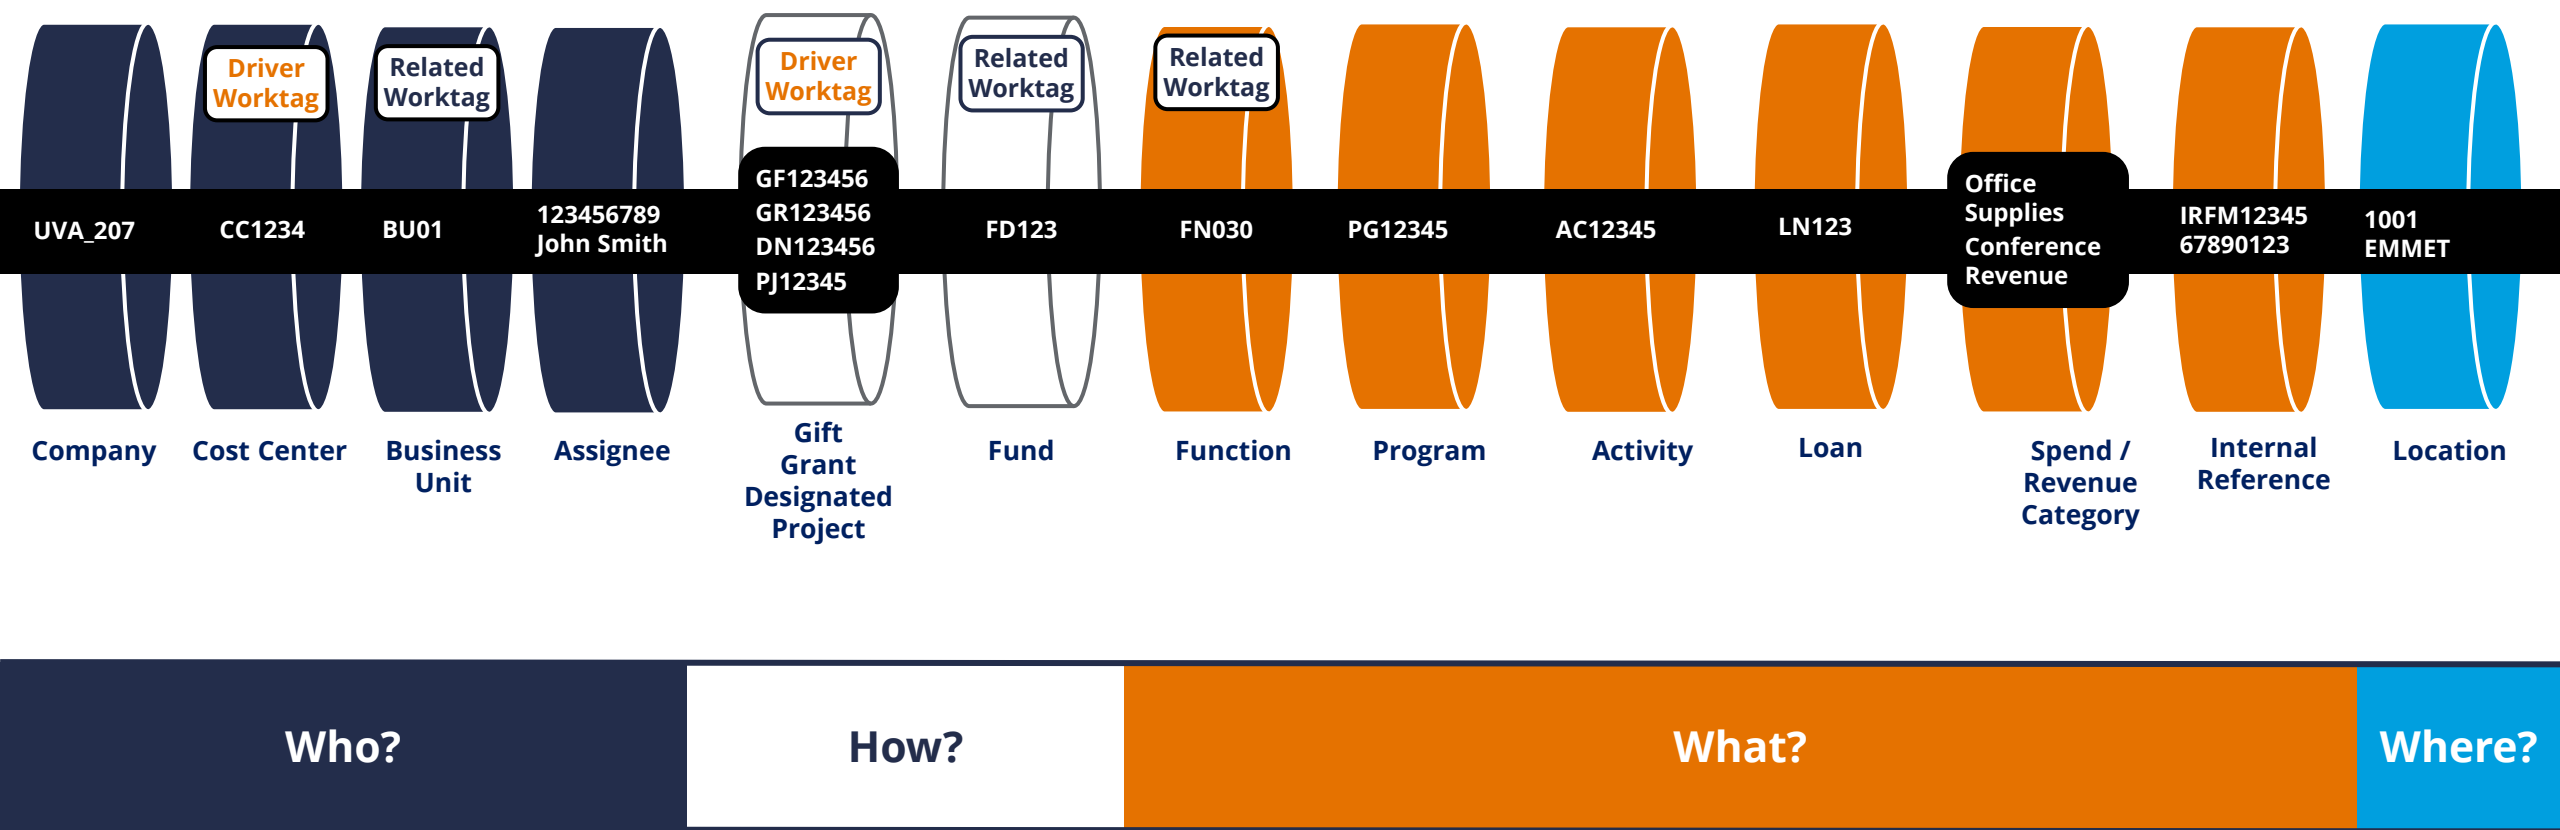 Driver
Worktag
Related
Worktag
Driver
Worktag
Related
Worktag
Related
Worktag
UVA_207
CC1234
BU01
123456789
John Smith
GF123456
GR123456
DN123456
PJ12345
FD123
FN030
PG12345
AC12345
LN123
Office
Supplies
Conference
Revenue
IRFM12345
67890123
1001
EMMET
Company
Cost Center
Business
Unit
Assignee
Gift
Grant
Designated
Project
Fund
Function
Program
Activity
Loan
Spend /
Revenue
Category
Internal
Reference
Location
Who?
How?
What?
Where?